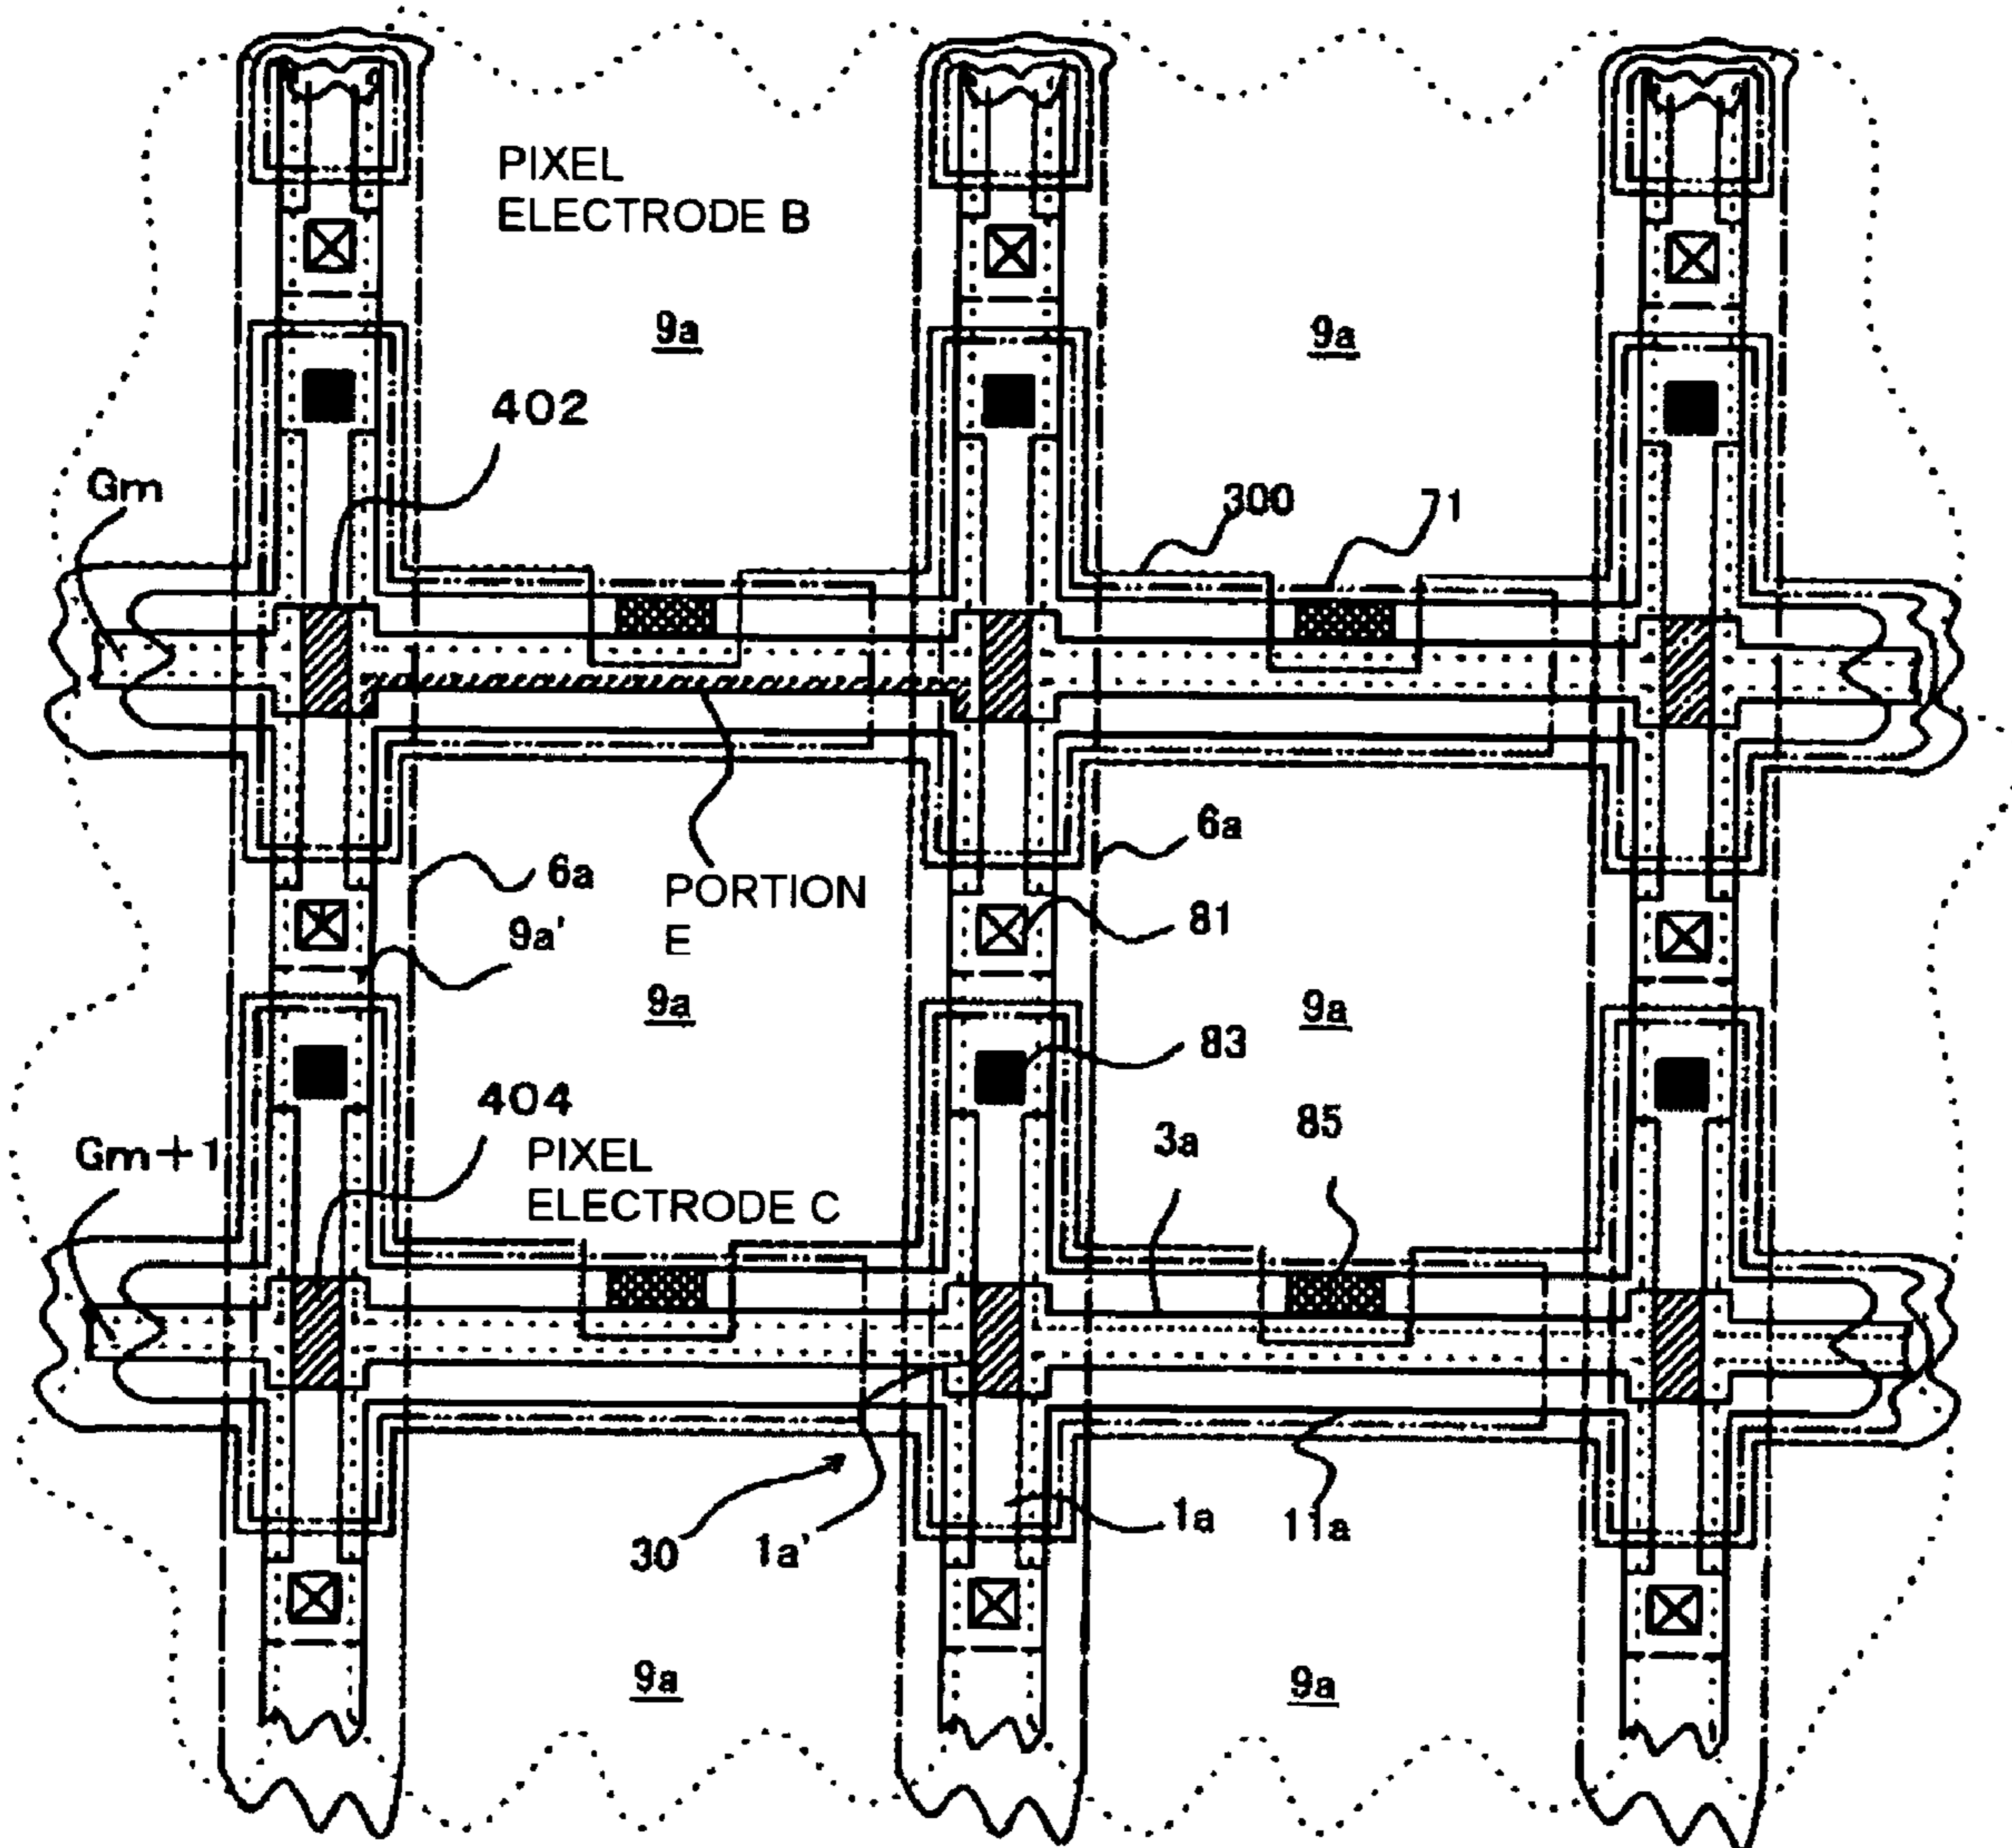 PIXEL
ELECTRODE B
9a
9a
402
Gm
300
71
6a
6a
PORTION
E
9a'
81
9a
9a
83
404
Gm+1
PIXEL
ELECTRODE C
3a
85
30
1a'
1a
11a
9a
9a